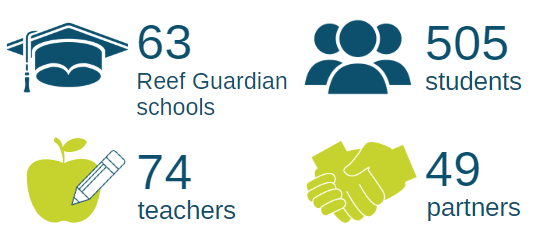 63
Reef Guardian
schools
505
students
74
teachers
49
partners